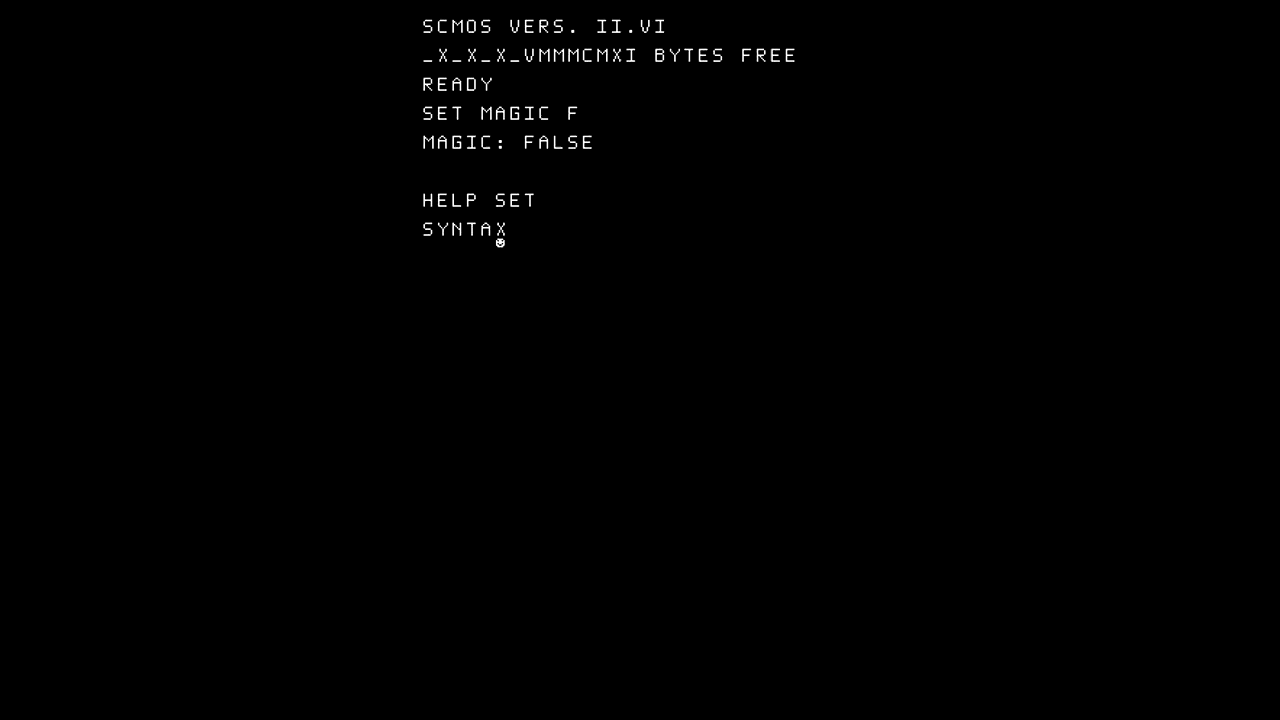 SCMOS VERS. II.VI
_X_X_X_VMMMCMXI BYTES FREE
READY
SET MAGIC F
MAGIC: FALSE
HELP SET
SYNTAX